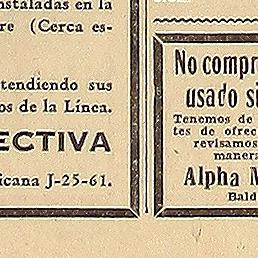 nstaladas en la
re (Cerca es-
tendiendo sus
os de la Línea.
ECTIVA
icana J-25-61.
No compr
usado si
Tenemos de
tes de ofrec
revisamos
manera
Alpha M
Bald